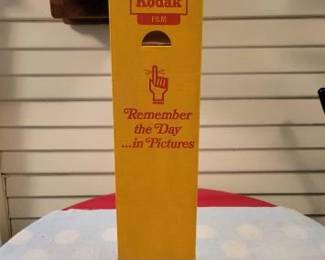 Kodak
FILM
Remember
the Day
...in Pictures